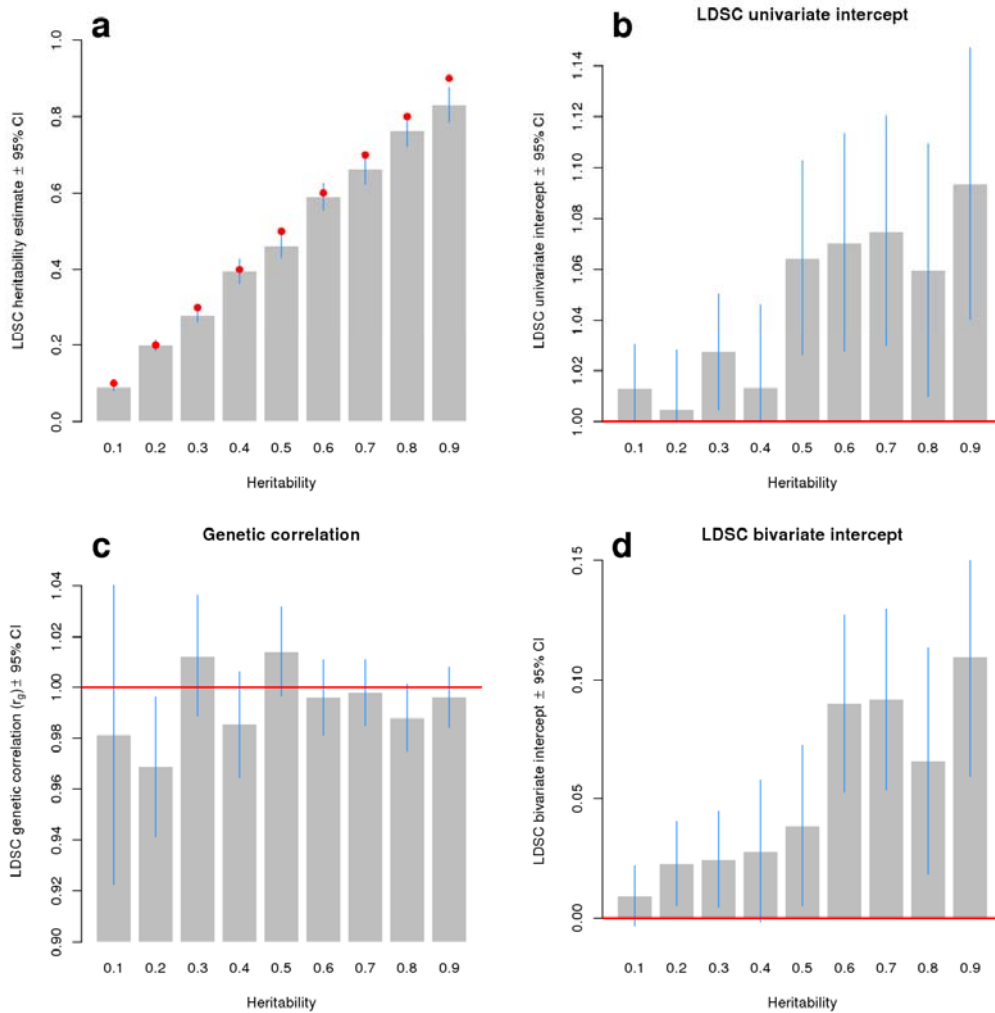 a
LDSC heritability estimate ± 95% CI
1.0
0.8
0.6
0.4
0.2
0.0
0.1 0.2 0.3 0.4 0.5 0.6 0.7 0.8 0.9
Heritability
b
LDSC univariate intercept
LDSC univariate intercept ± 95% CI
1.14
1.12
1.10
1.08
1.06
1.04
1.02
1.00
0.1 0.2 0.3 0.4 0.5 0.6 0.7 0.8 0.9
Heritability
c
Genetic correlation
LDSC genetic correlation (rg) ± 95% CI
1.04
1.02
1.00
0.98
0.96
0.94
0.92
0.90
0.1 0.2 0.3 0.4 0.5 0.6 0.7 0.8 0.9
Heritability
d
LDSC bivariate intercept
LDSC bivariate intercept ± 95% CI
0.15
0.10
0.05
0.00
0.1 0.2 0.3 0.4 0.5 0.6 0.7 0.8 0.9
Heritability